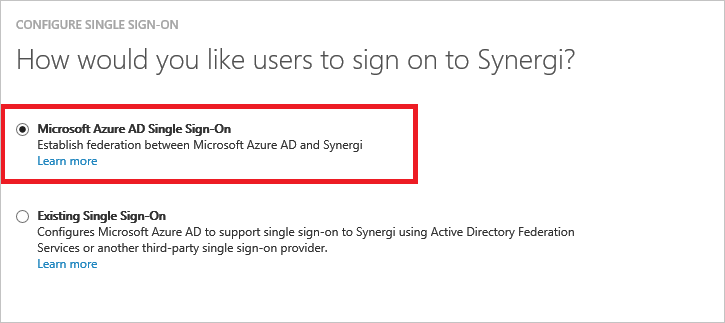 CONFIGURE SINGLE SIGN-ON
How would you like users to sign on to Synergi?
Microsoft Azure AD Single Sign-On
Establish federation between Microsoft Azure AD and Synergi
Learn more
Existing Single Sign-On
Configures Microsoft Azure AD to support single sign-on to Synergi using Active Directory Federation
Services or another third-party single sign-on provider.
Learn more